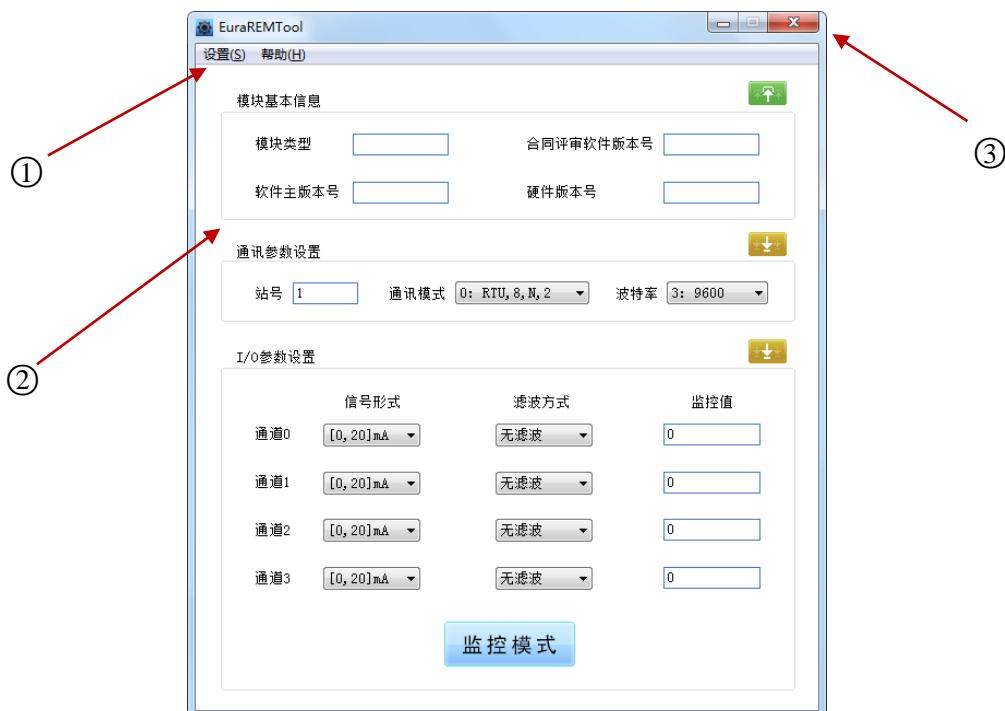 EuraREMTool
设置(S) 帮助(H)
模块基本信息
模块类型 合同评审软件版本号
软件主版本号 硬件版本号
通讯参数设置
站号 1 通讯模式 0: RTU,8,N,2 波特率 3: 9600
I/O参数设置
信号形式 滤波方式 监控值
通道0 [0,20]mA 无滤波 0
通道1 [0,20]mA 无滤波 0
通道2 [0,20]mA 无滤波 0
通道3 [0,20]mA 无滤波 0
监控模式
①
②
③